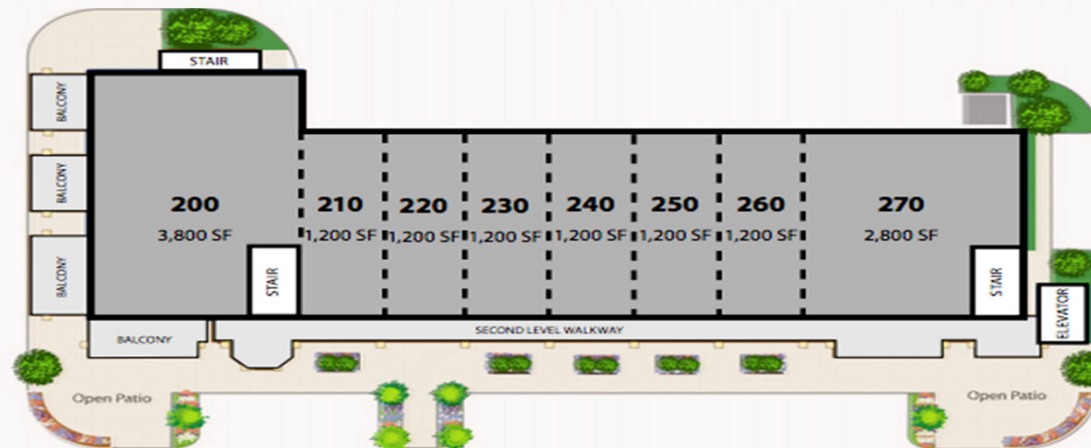 STAIR
BALCONY
BALCONY
BALCONY
200
3,800 SF
210
1,200 SF
220
1,200 SF
230
1,200 SF
240
1,200 SF
250
1,200 SF
260
1,200 SF
270
2,800 SF
STAIR
STAIR
ELEVATOR
BALCONY
SECOND LEVEL WALKWAY
Open Patio
Open Patio